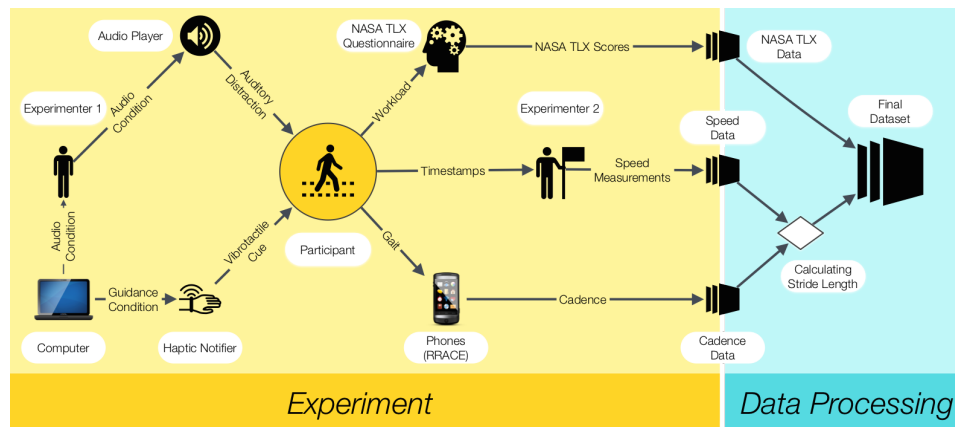 Audio Player
NASA TLX
Questionnaire
NASA TLX Scores
NASA TLX
Data
Audio
Condition
Auditory
Distraction
Workload
Experimenter 1
Experimenter 2
Speed
Data
Final
Dataset
Timestamps
Speed
Measurements
Audio
Condition
Vibrotactile
Cue
Participant
Gait
Calculating
Stride Length
Guidance
Condition
Cadence
Computer
Haptic Notifier
Phones
(RRACE)
Cadence
Data
Experiment
Data Processing